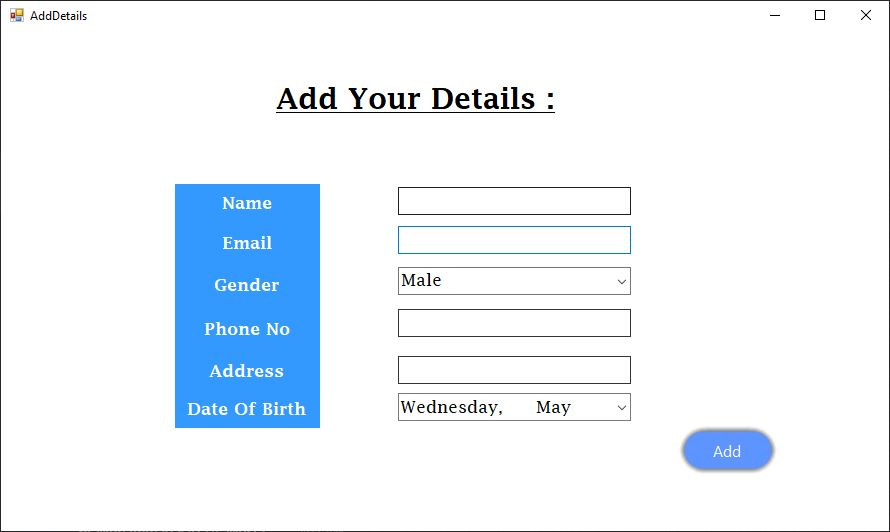 AddDetails
Add Your Details :
Name
Email
Gender Male
Phone No
Address
Date Of Birth Wednesday, May
Add